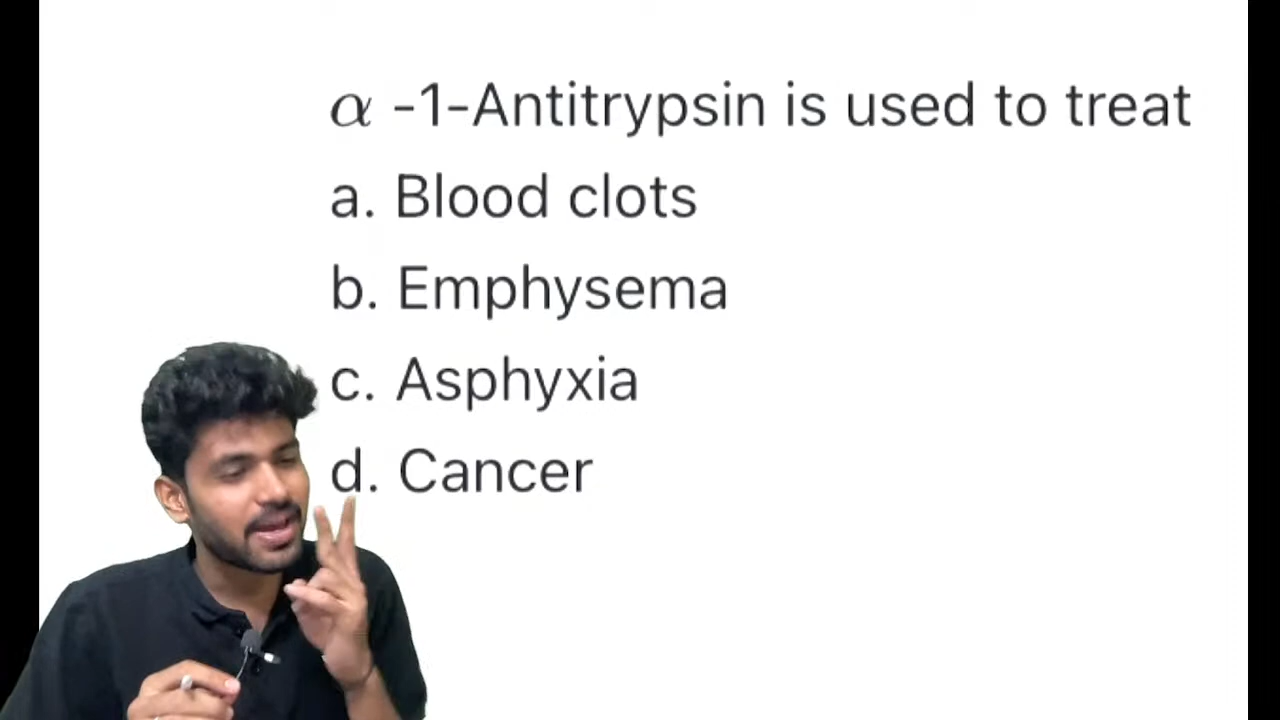 α -1-Antitrypsin is used to treat
a. Blood clots
b. Emphysema
c. Asphyxia
d. Cancer